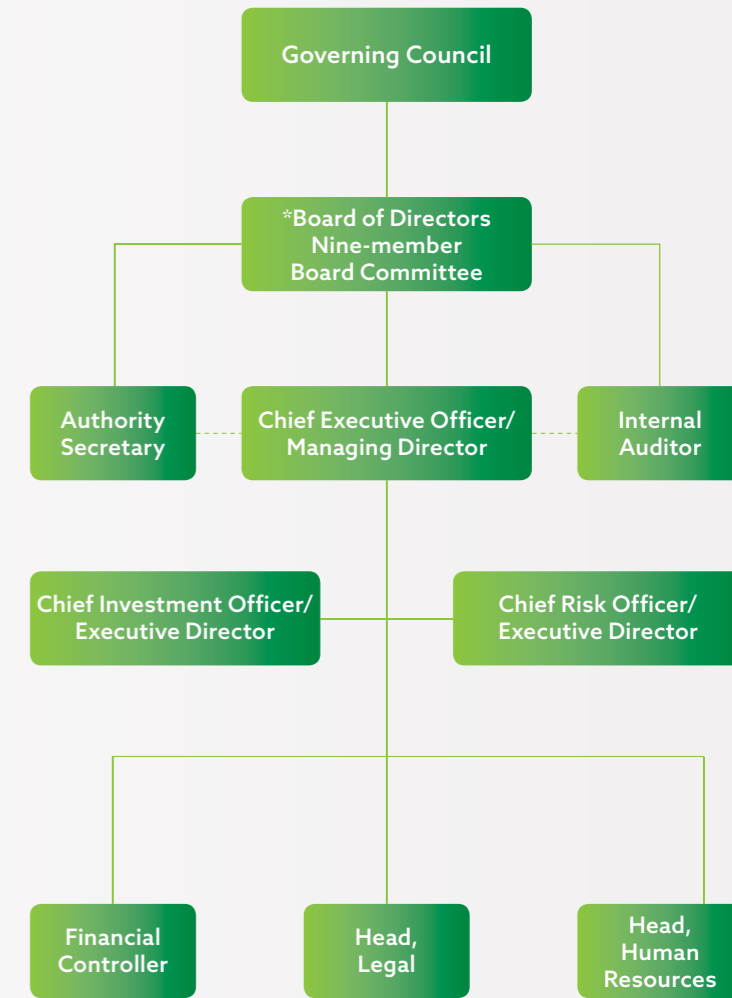 Governing Council
*Board of Directors
Nine-member
Board Committee
Authority
Secretary
Chief Executive Officer/
Managing Director
Internal
Auditor
Chief Investment Officer/
Executive Director
Chief Risk Officer/
Executive Director
Financial
Controller
Head,
Legal
Head,
Human
Resources